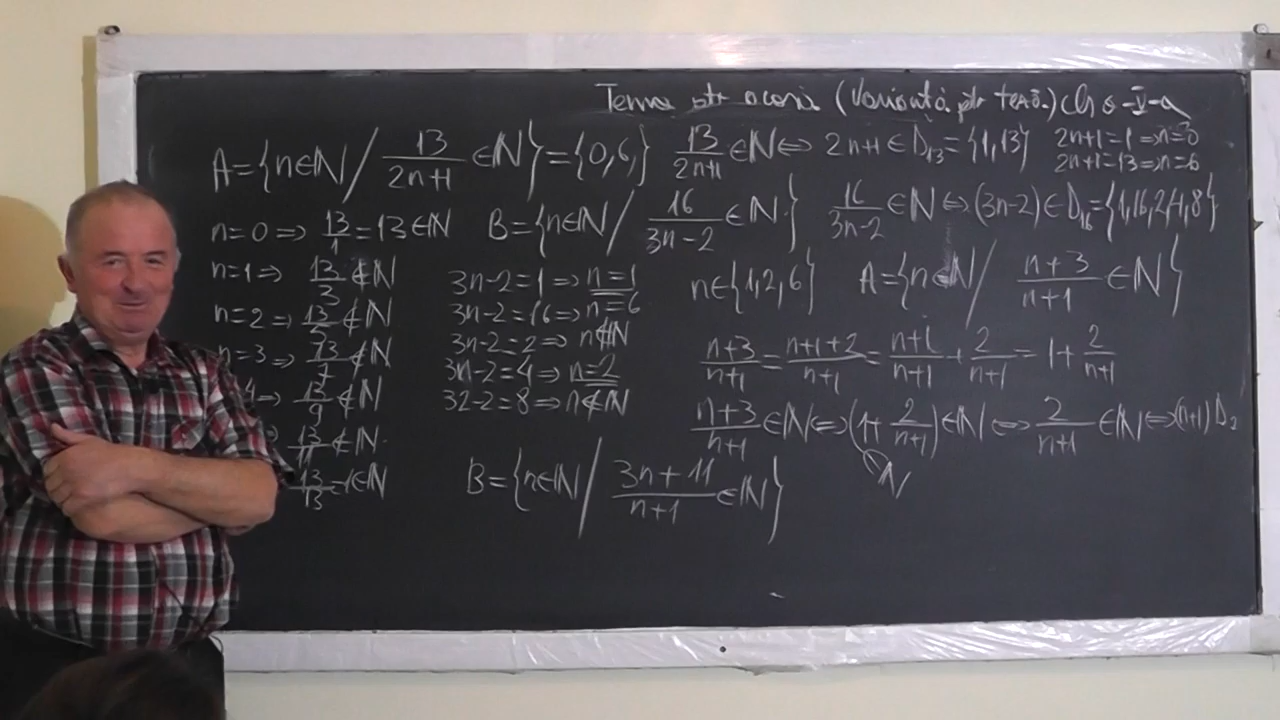 Tema ptr acasă (Variantă ptr teză.) cls a-V-a
A={n∈ℕ/ 13/(2n+1) ∈ℕ}={0,6,} 13/(2n+1) ∈ℕ ⇔ 2n+1 ∈ D₁₃={1,13} 2n+1=1 ⇒n=0
2n+1=13⇒n=6
n=0 ⇒ 13/1=13∈ℕ B={n∈ℕ/ 16/(3n-2) ∈ℕ} 16/(3n-2) ∈ℕ ⇔ (3n-2) ∈ D₁₆={1,16,2,4,8}
n=1 ⇒ 13/3 ∉ℕ
n=2 ⇒ 13/5 ∉ℕ
n=3 ⇒ 13/7 ∉ℕ
4⇒ 13/9 ∉ℕ
13/11 ∉ℕ
13/13=1∈ℕ
3n-2=1 ⇒ n=1
3n-2=16⇒ n=6
3n-2=2 ⇒ n∉ℕ
3n-2=4 ⇒ n=2
32-2=8 ⇒ n∉ℕ
n∈{1,2,6} A={n∈ℕ/ (n+3)/(n+1) ∈ℕ}
(n+3)/(n+1) = (n+1+2)/(n+1) = (n+1)/(n+1) + 2/(n+1) = 1+ 2/(n+1)
(n+3)/(n+1) ∈ℕ ⇔ (1+ 2/(n+1)) ∈ℕ ⇔ 2/(n+1) ∈ℕ ⇔ (n+1) D₂
ℕ
B={n∈ℕ/ (3n+11)/(n+1) ∈ℕ}